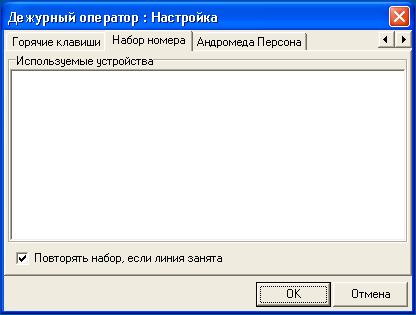 Дежурный оператор : Настройка
Горячие клавиши Набор номера Андромеда Персона
Используемые устройства
Повторять набор, если линия занята
OK Отмена